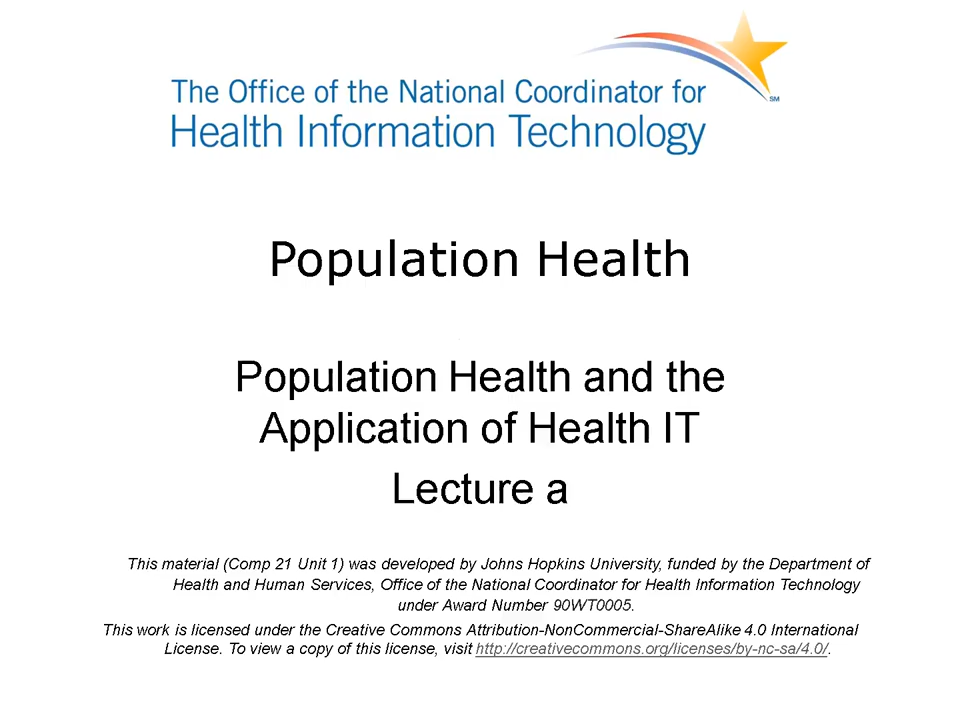 The Office of the National Coordinator for
Health Information Technology
SM
Population Health
Population Health and the
Application of Health IT
Lecture a
This material (Comp 21 Unit 1) was developed by Johns Hopkins University, funded by the Department of
Health and Human Services, Office of the National Coordinator for Health Information Technology
under Award Number 90WT0005.
This work is licensed under the Creative Commons Attribution-NonCommercial-ShareAlike 4.0 International
License. To view a copy of this license, visit http://creativecommons.org/licenses/by-nc-sa/4.0/.